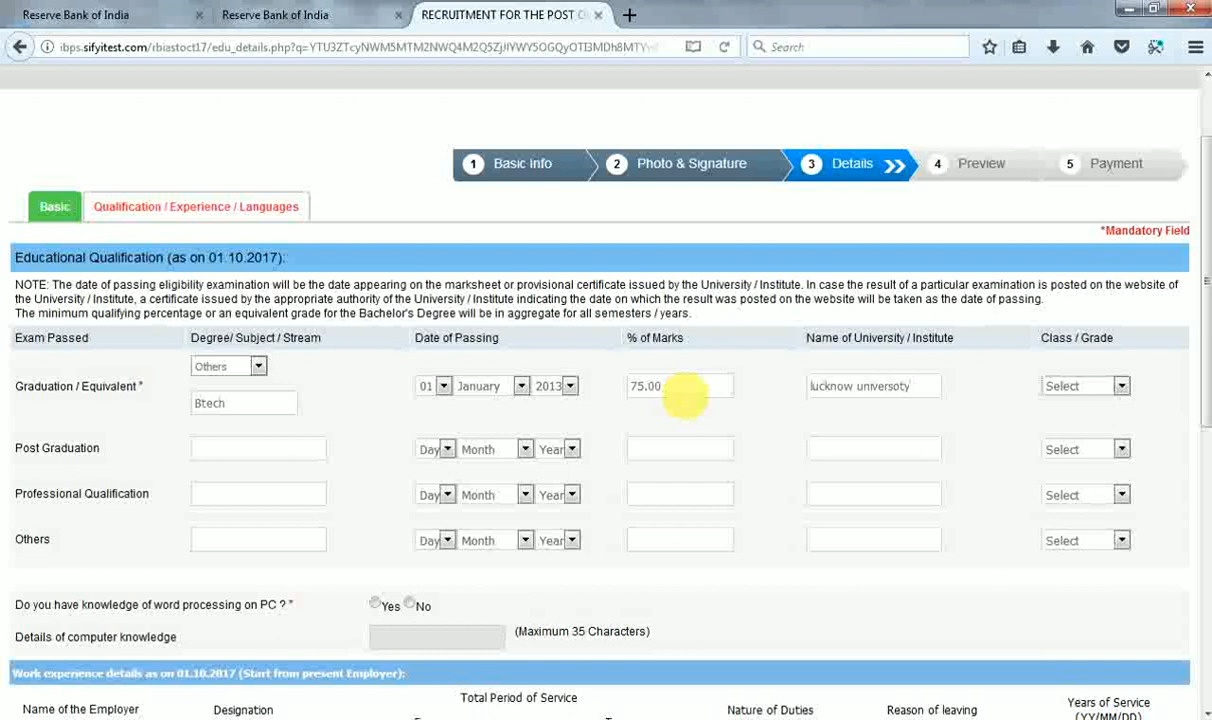 Reserve Bank of India
Reserve Bank of India
RECRUITMENT FOR THE POST
Search
1 Basic Info
2 Photo & Signature
3 Details
4 Preview
5 Payment
Basic
Qualification / Experience / Languages
*Mandatory Field
Educational Qualification (as on 01.10.2017):
NOTE: The date of passing eligibility examination will be the date appearing on the marksheet or provisional certificate issued by the University / Institute. In case the result of a particular examination is posted on the website of
the University / Institute, a certificate issued by the appropriate authority of the University / Institute indicating the date on which the result was posted on the website will be taken as the date of passing.
The minimum qualifying percentage or an equivalent grade for the Bachelor's Degree will be in aggregate for all semesters / years.
Exam Passed Degree/ Subject / Stream Date of Passing % of Marks Name of University / Institute Class / Grade
Others
Graduation / Equivalent * 01 January 2013 75.00 lucknow universoty Select
Btech
Post Graduation Day Month Year Select
Professional Qualification Day Month Year Select
Others Day Month Year Select
Do you have knowledge of word processing on PC ? * Yes No
Details of computer knowledge (Maximum 35 Characters)
Work experience details as on 01.10.2017 (Start from present Employer):
Total Period of Service
Name of the Employer Designation Nature of Duties Reason of leaving Years of Service
(YY/MM/DD)